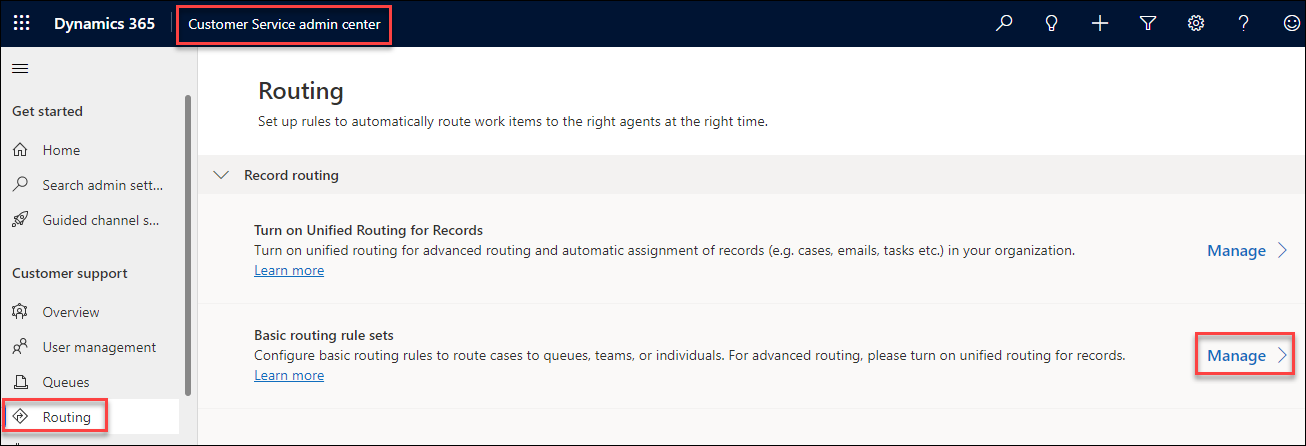 Dynamics 365
Customer Service admin center
Get started
Home
Search admin sett...
Guided channel s...
Customer support
Overview
User management
Queues
Routing
Routing
Set up rules to automatically route work items to the right agents at the right time.
Record routing
Turn on Unified Routing for Records
Turn on unified routing for advanced routing and automatic assignment of records (e.g. cases, emails, tasks etc.) in your organization.
Learn more
Manage
Basic routing rule sets
Configure basic routing rules to route cases to queues, teams, or individuals. For advanced routing, please turn on unified routing for records.
Learn more
Manage